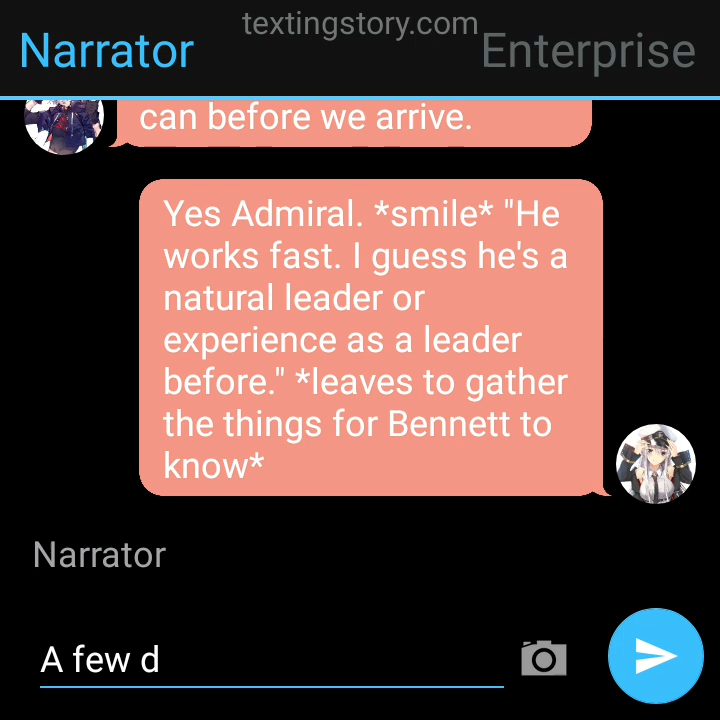 textingstory.com
Narrator
Enterprise
can before we arrive.
Yes Admiral. *smile* "He
works fast. I guess he's a
natural leader or
experience as a leader
before." *leaves to gather
the things for Bennett to
know*
Narrator
A few d